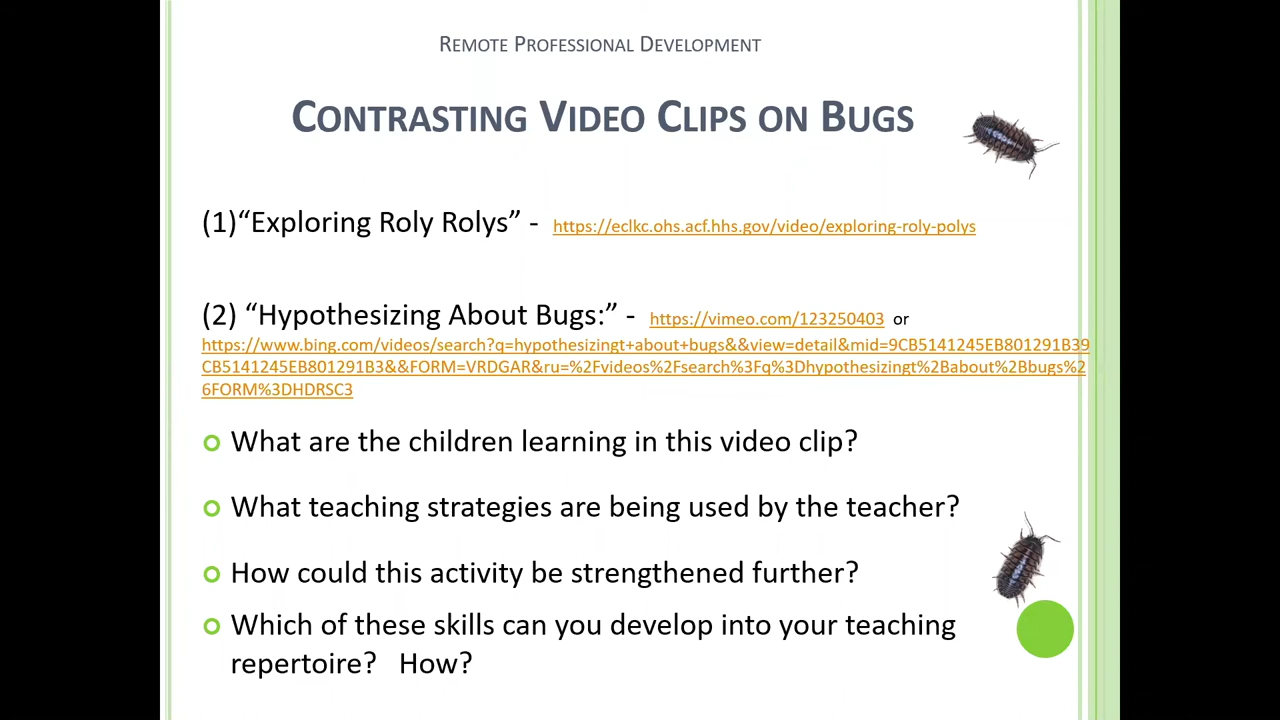 Remote Professional Development
Contrasting Video Clips on Bugs
(1)“Exploring Roly Rolys” - https://eclkc.ohs.acf.hhs.gov/video/exploring-roly-polys
(2) “Hypothesizing About Bugs:” - https://vimeo.com/123250403 or
https://www.bing.com/videos/search?q=hypothesizingt+about+bugs&&view=detail&mid=9CB5141245EB801291B39
CB5141245EB801291B3&&FORM=VRDGAR&ru=%2Fvideos%2Fsearch%3Fq%3Dhypothesizingt%2Babout%2Bbugs%2
6FORM%3DHDRSC3
What are the children learning in this video clip?
What teaching strategies are being used by the teacher?
How could this activity be strengthened further?
Which of these skills can you develop into your teaching
repertoire? How?